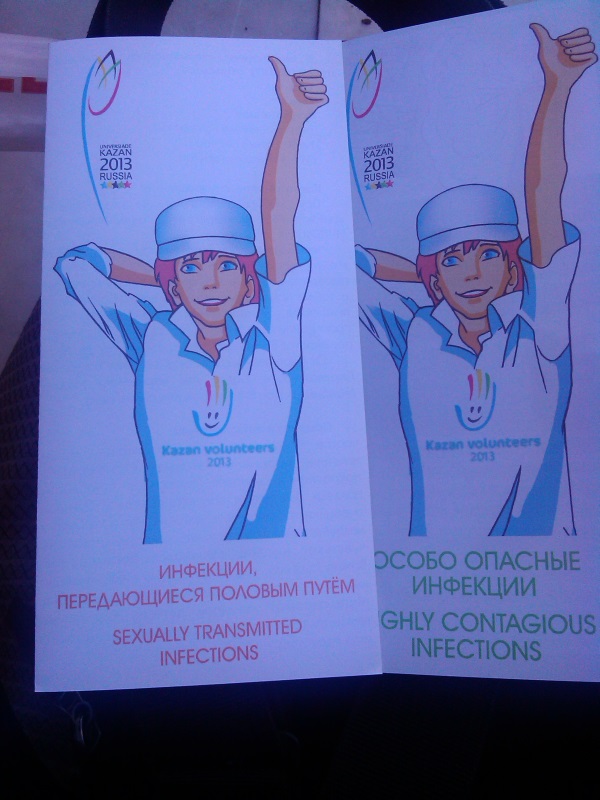 UNIVERSIADE
KAZAN
2013
RUSSIA
Kazan volunteers
2013
ИНФЕКЦИИ,
ПЕРЕДАЮЩИЕСЯ ПОЛОВЫМ ПУТЁМ
SEXUALLY TRANSMITTED
INFECTIONS
UNIVERSIADE
KAZAN
2013
RUSSIA
Kazan volunteers
2013
ОСОБО ОПАСНЫЕ
ИНФЕКЦИИ
GHLY CONTAGIOUS
INFECTIONS